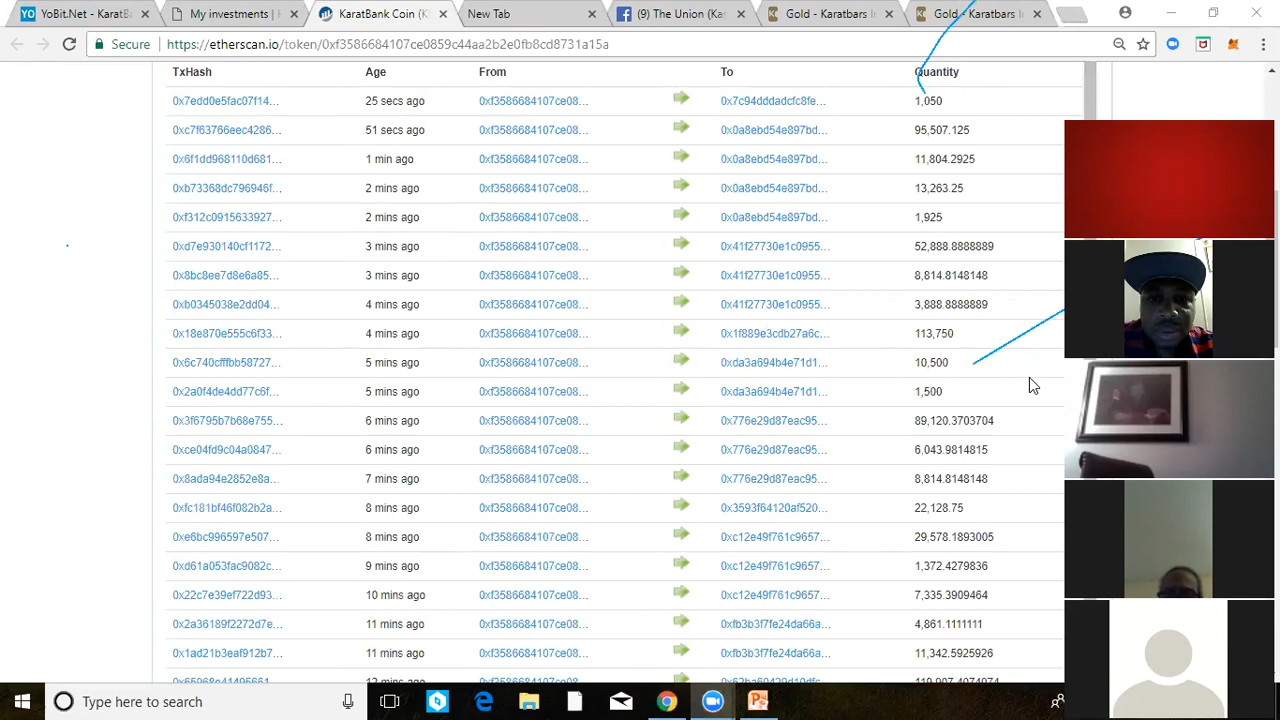 YoBit.Net - KaratBa
My investments | K
KaratBank Coin (K
New Tab
(9) The Union (Ka
Gold - Karatbars I
Gold - Karatbars I
Secure https://etherscan.io/token/0xf3586684107ce0859c44aa2b2e0fb8cd8731a15a
TxHash Age From To Quantity
0x7edd0e5fac07f14... 25 secs ago 0xf3586684107ce08... 0x7c94dddadcfc8fe... 1,050
0xc7f63766eec4286... 51 secs ago 0xf3586684107ce08... 0x0a8ebd54e897bd... 95,507.125
0x6f1dd968110d681... 1 min ago 0xf3586684107ce08... 0x0a8ebd54e897bd... 11,804.2925
0xb73368dc796946f... 2 mins ago 0xf3586684107ce08... 0x0a8ebd54e897bd... 13,263.25
0xf312c0915633927... 2 mins ago 0xf3586684107ce08... 0x0a8ebd54e897bd... 1,925
0xd7e930140cf1172... 3 mins ago 0xf3586684107ce08... 0x41f27730e1c0955... 52,888.8888889
0x8bc8ee7d8e6a85... 3 mins ago 0xf3586684107ce08... 0x41f27730e1c0955... 8,814.8148148
0xb0345038e2dd04... 4 mins ago 0xf3586684107ce08... 0x41f27730e1c0955... 3,888.8888889
0x18e870e555c6f33... 4 mins ago 0xf3586684107ce08... 0x1f889e3cdb27a6c... 113,750
0x6c740cfffbb58727... 5 mins ago 0xf3586684107ce08... 0xda3a694b4e71d1... 10,500
0x2a0f4de4dd77c6f... 5 mins ago 0xf3586684107ce08... 0xda3a694b4e71d1... 1,500
0x3f6795b7b68e755... 6 mins ago 0xf3586684107ce08... 0x776e29d87eac95... 89,120.3703704
0xce04fd9c04a0847... 6 mins ago 0xf3586684107ce08... 0x776e29d87eac95... 6,043.9814815
0x8ada94e2852e8a... 7 mins ago 0xf3586684107ce08... 0x776e29d87eac95... 8,814.8148148
0xfc181bf46f082b2a... 8 mins ago 0xf3586684107ce08... 0x3593f64120af520... 22,128.75
0xe6bc996597e507... 8 mins ago 0xf3586684107ce08... 0xc12e49f761c9657... 29,578.1893005
0xd61a053fac9082c... 9 mins ago 0xf3586684107ce08... 0xc12e49f761c9657... 1,372.4279836
0x22c7e39ef722d93... 10 mins ago 0xf3586684107ce08... 0xc12e49f761c9657... 7,335.3909464
0x2a36189f2272d7e... 11 mins ago 0xf3586684107ce08... 0xfb3b3f7fe24da66a... 4,861.1111111
0x1ad21b3eaf912b7... 11 mins ago 0xf3586684107ce08... 0xfb3b3f7fe24da66a... 11,342.5925926
Type here to search